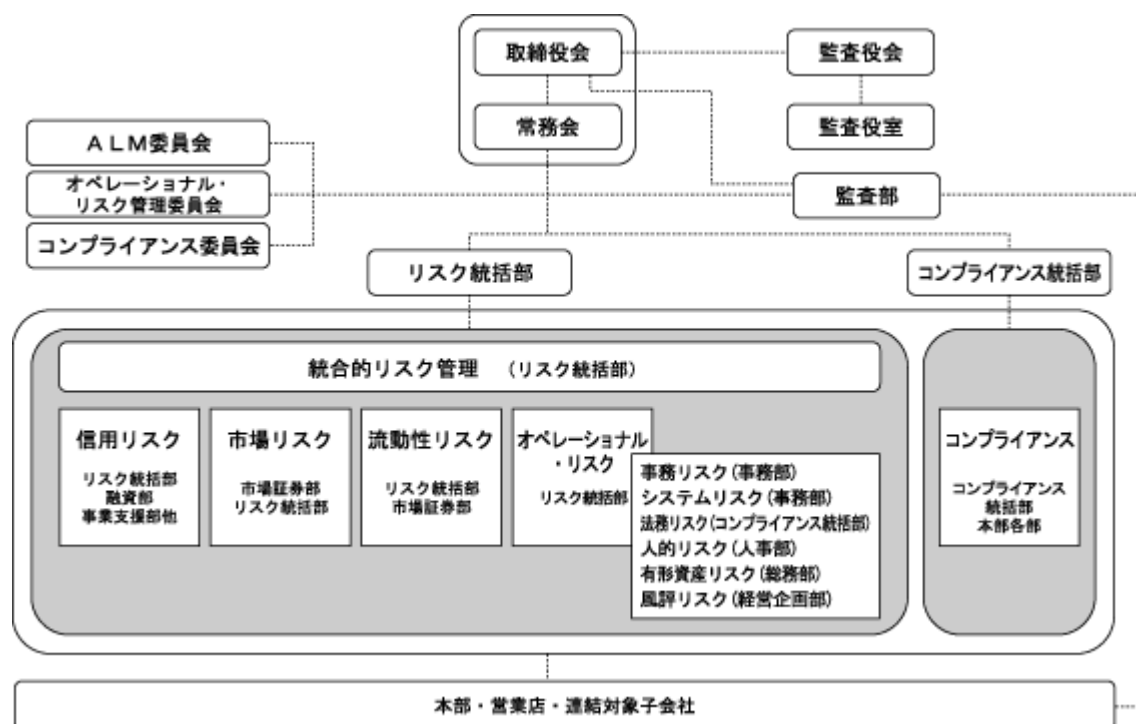 取締役会
監査役会
常務会
監査役室
ALM委員会
オペレーショナル・
リスク管理委員会
コンプライアンス委員会
監査部
リスク統括部
コンプライアンス統括部
統合的リスク管理 (リスク統括部)
信用リスク
リスク統括部
融資部
事業支援部他
市場リスク
市場証券部
リスク統括部
流動性リスク
リスク統括部
市場証券部
オペレーショナル
・リスク
リスク統括部
事務リスク(事務部)
システムリスク(事務部)
法務リスク(コンプライアンス統括部)
人的リスク(人事部)
有形資産リスク(総務部)
風評リスク(経営企画部)
コンプライアンス
コンプライアンス
統括部
本部各部
本部・営業店・連結対象子会社